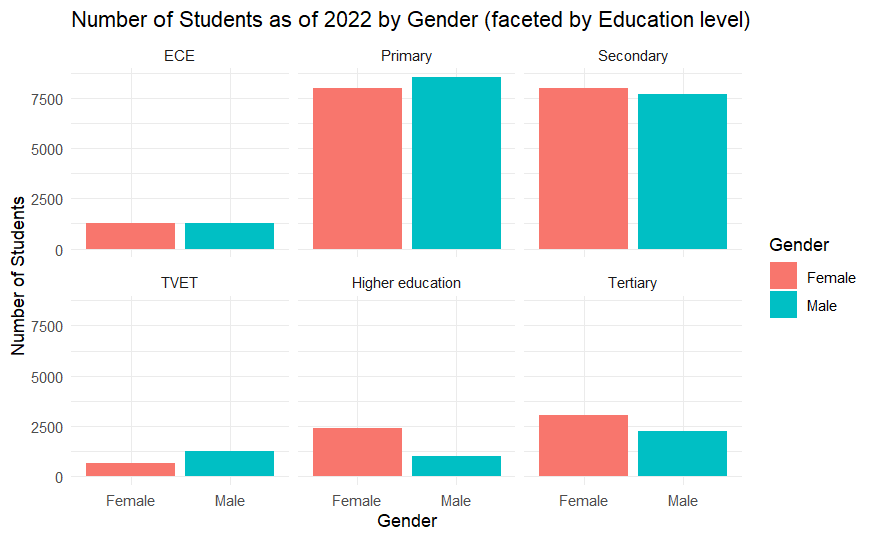 Number of Students as of 2022 by Gender (faceted by Education level)
ECE
Primary
Secondary
7500
5000
2500
0
TVET
Higher education
Tertiary
7500
5000
2500
0
Female
Male
Female
Male
Female
Male
Gender
Number of Students
Gender
Female
Male